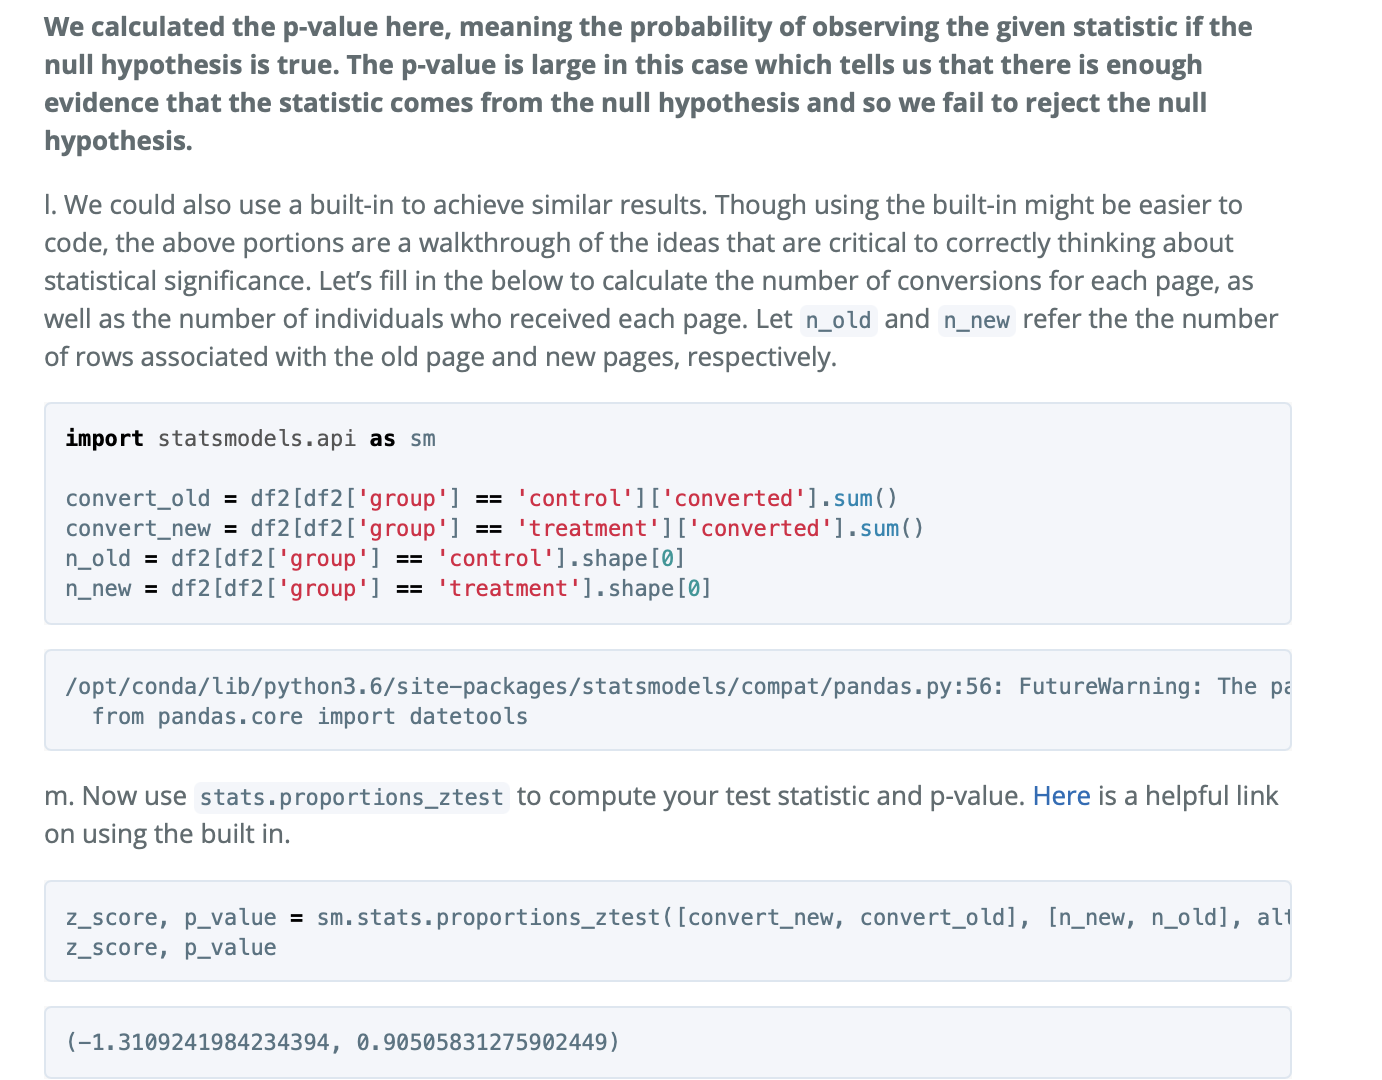 We calculated the p-value here, meaning the probability of observing the given statistic if the
null hypothesis is true. The p-value is large in this case which tells us that there is enough
evidence that the statistic comes from the null hypothesis and so we fail to reject the null
hypothesis.
l. We could also use a built-in to achieve similar results. Though using the built-in might be easier to
code, the above portions are a walkthrough of the ideas that are critical to correctly thinking about
statistical significance. Let’s fill in the below to calculate the number of conversions for each page, as
well as the number of individuals who received each page. Let n_old and n_new refer the the number
of rows associated with the old page and new pages, respectively.
import statsmodels.api as sm
convert_old = df2[df2['group'] == 'control']['converted'].sum()
convert_new = df2[df2['group'] == 'treatment']['converted'].sum()
n_old = df2[df2['group'] == 'control'].shape[0]
n_new = df2[df2['group'] == 'treatment'].shape[0]
/opt/conda/lib/python3.6/site-packages/statsmodels/compat/pandas.py:56: FutureWarning: The
from pandas.core import datetools
m. Now use stats.proportions_ztest to compute your test statistic and p-value. Here is a helpful link
on using the built in.
z_score, p_value = sm.stats.proportions_ztest([convert_new, convert_old], [n_new, n_old],
z_score, p_value
(-1.3109241984234394, 0.90505831275902449)